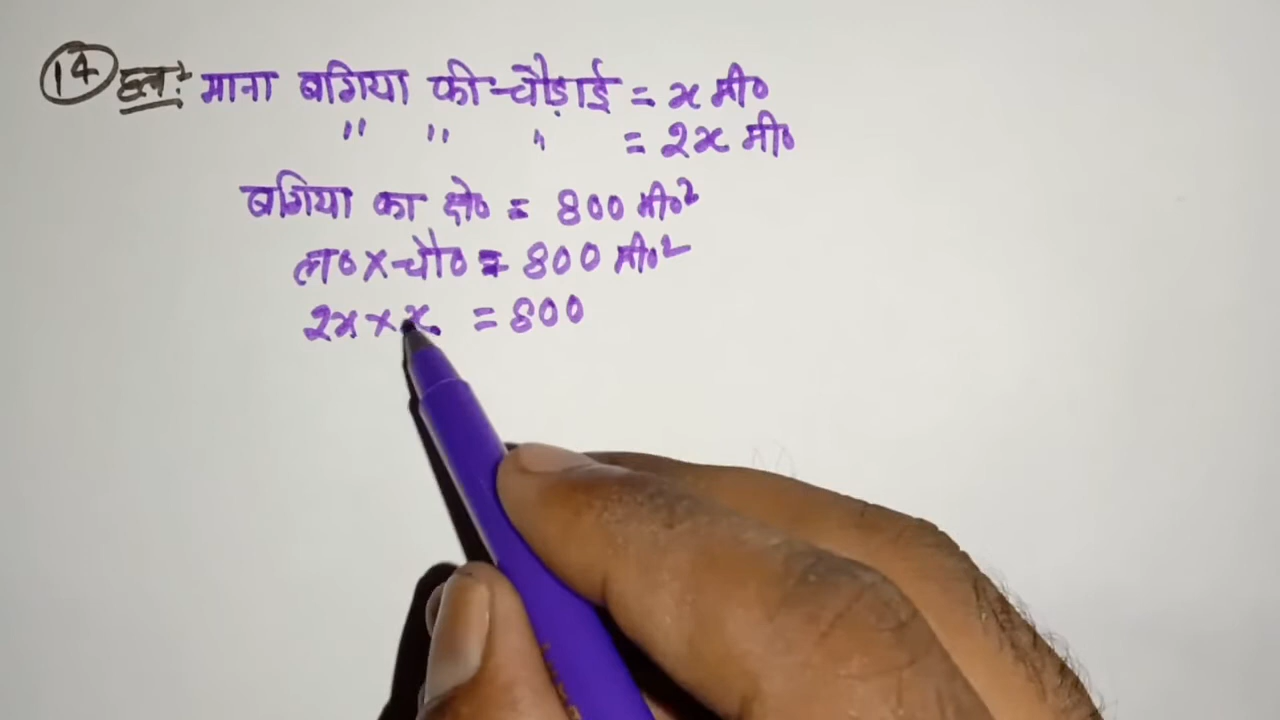 14 हल: माना बगिया की चौड़ाई = x मी०
" " " = 2x मी०
बगिया का क्षे० = 800 मी०²
ल० × चौ० = 800 मी०²
2x × x = 800